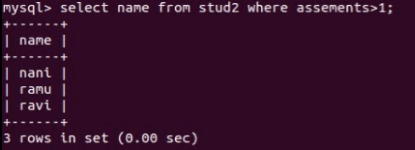 mysql> select name from stud2 where assements>1;
+------+
| name |
+------+
| nani |
| ramu |
| ravi |
+------+
3 rows in set (0.00 sec)